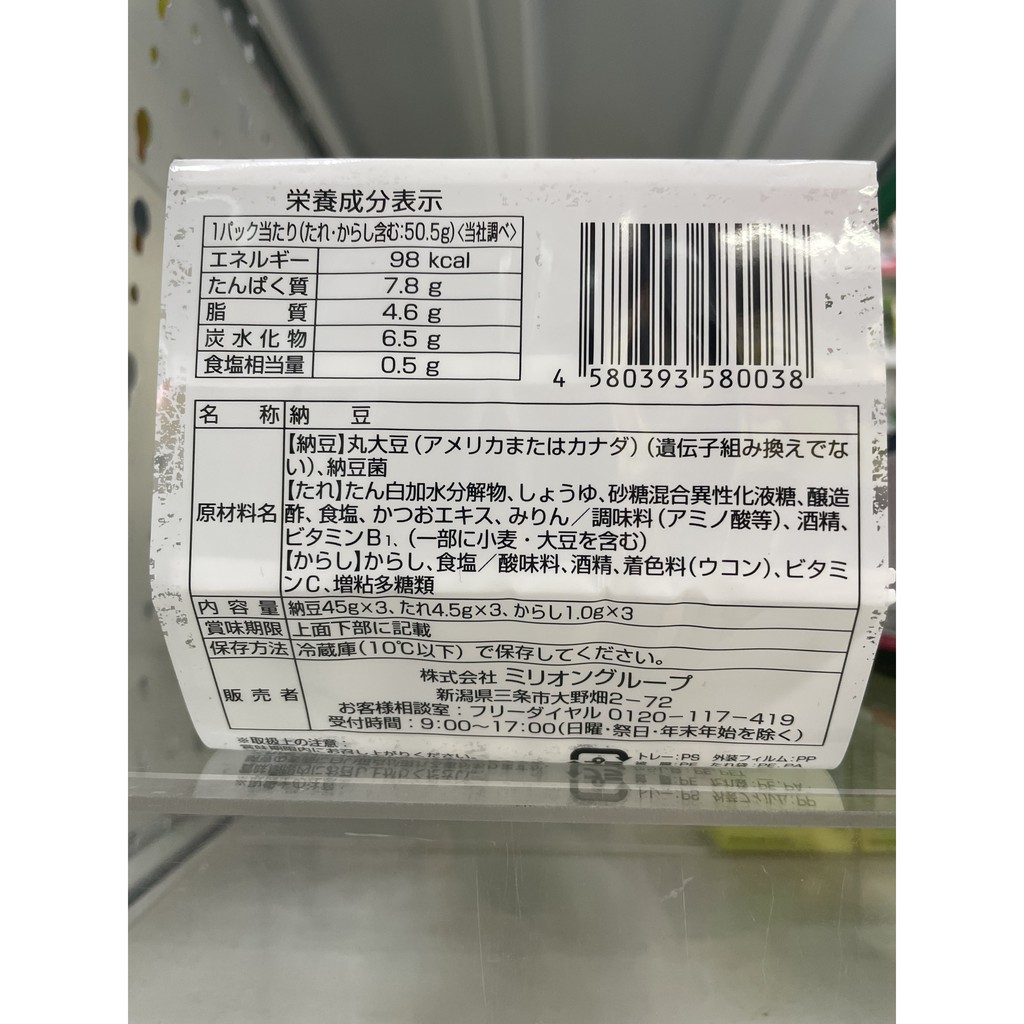 栄養成分表示
1パック当たり(たれ・からし含む:50.5g)〈当社調べ〉
エネルギー 98 kcal
たんぱく質 7.8 g
脂質 4.6 g
炭水化物 6.5 g
食塩相当量 0.5 g
4 580393 580038
名称 納豆
原材料名
【納豆】丸大豆(アメリカまたはカナダ)(遺伝子組み換えでな
い)、納豆菌
【たれ】たん白加水分解物、しょうゆ、砂糖混合異性化液糖、醸造
酢、食塩、かつおエキス、みりん/調味料(アミノ酸等)、酒精、
ビタミンB1、(一部に小麦・大豆を含む)
【からし】からし、食塩/酸味料、酒精、着色料(ウコン)、ビタミ
ンC、増粘多糖類
内容量 納豆45g×3、たれ4.5g×3、からし1.0g×3
賞味期限 上面下部に記載
保存方法 冷蔵庫(10℃以下)で保存してください。
販売者
株式会社 ミリオングループ
新潟県三条市大野畑2-72
お客様相談室:フリーダイヤル 0120-117-419
受付時間:9:00~17:00(日曜・祭日・年末年始を除く)
※取扱上の注意:
賞味期限内にお召し上がりください。
トレー:PS 外装フィルム:PP